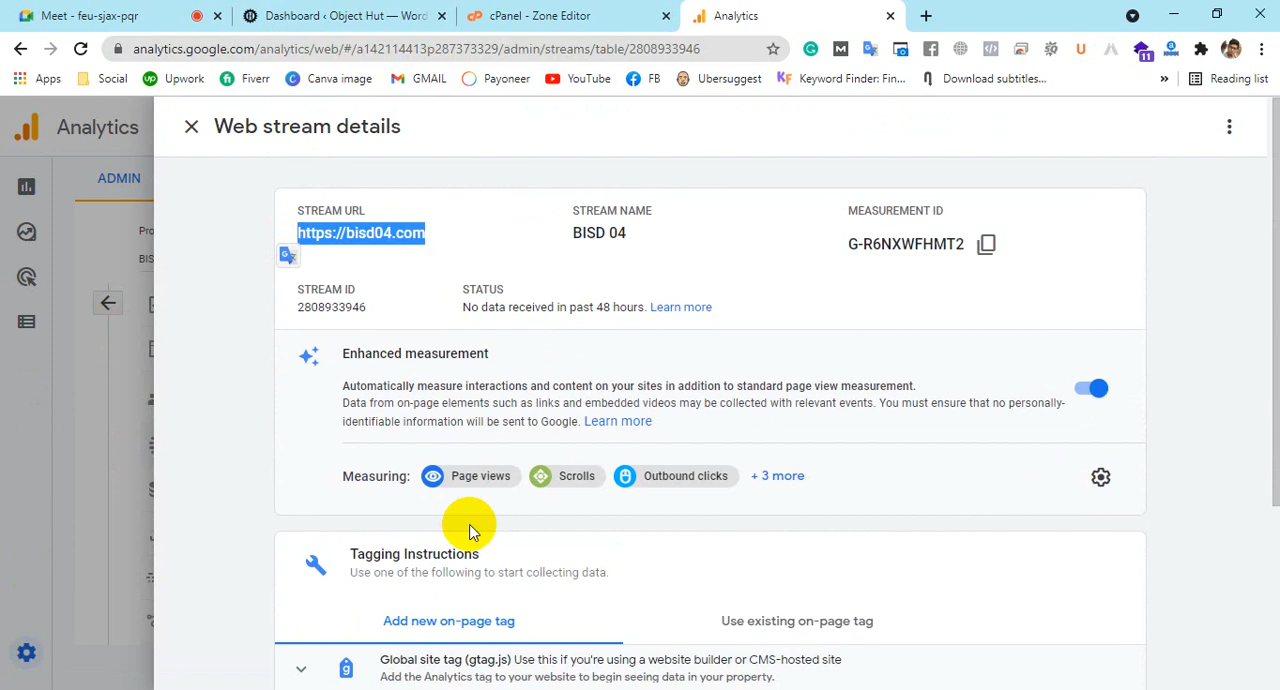 Meet - feu-sjax-pqr
Dashboard ‹ Object Hut — Word
cPanel - Zone Editor
Analytics
analytics.google.com/analytics/web/#/a142114413p287373329/admin/streams/table/2808933946
11
Apps
Social
Upwork
Fiverr
Canva image
GMAIL
Payoneer
YouTube
FB
Ubersuggest
Keyword Finder: Fin...
Download subtitles...
»
Reading list
Analytics
Web stream details
ADMIN
STREAM URL
STREAM NAME
MEASUREMENT ID
https://bisd04.com
BISD 04
G-R6NXWFHMT2
STREAM ID
STATUS
2808933946
No data received in past 48 hours. Learn more
Enhanced measurement
Automatically measure interactions and content on your sites in addition to standard page view measurement.
Data from on-page elements such as links and embedded videos may be collected with relevant events. You must ensure that no personally-
identifiable information will be sent to Google. Learn more
Measuring:
Page views
Scrolls
Outbound clicks
+ 3 more
Tagging Instructions
Use one of the following to start collecting data.
Add new on-page tag
Use existing on-page tag
Global site tag (gtag.js) Use this if you're using a website builder or CMS-hosted site
Add the Analytics tag to your website to begin seeing data in your property.